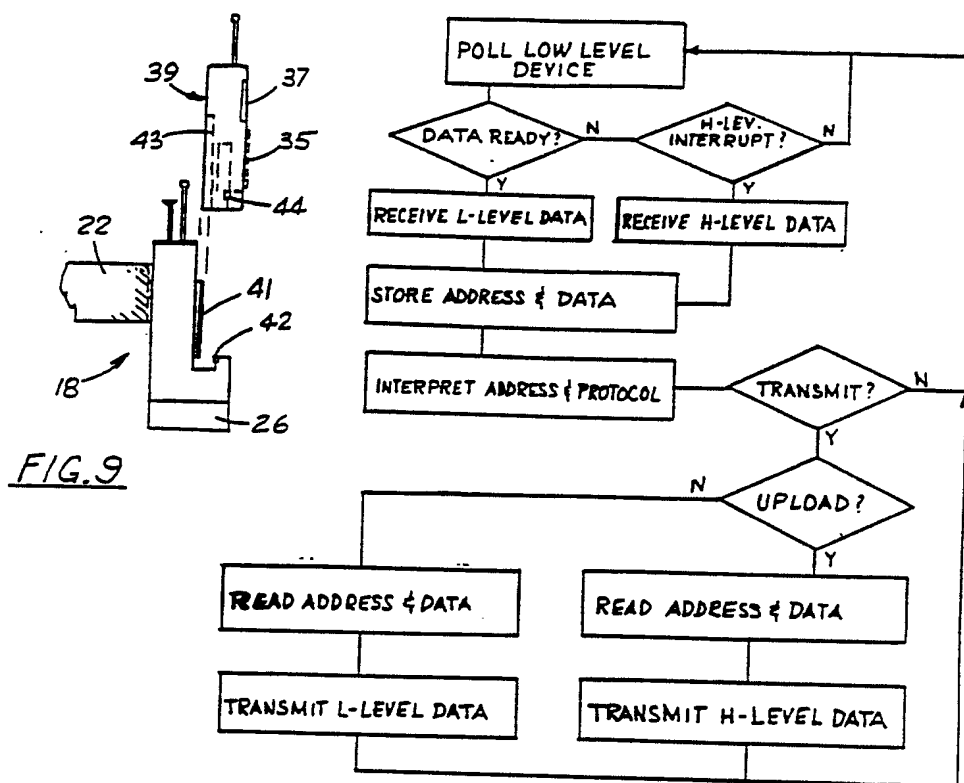 39
37
43
35
44
22
41
42
18
26
FIG.9
POLL LOW LEVEL
DEVICE
DATA READY?
N
H-LEV.
INTERRUPT?
N
Y
Y
RECEIVE L-LEVEL DATA
RECEIVE H-LEVEL DATA
STORE ADDRESS & DATA
INTERPRET ADDRESS & PROTOCOL
TRANSMIT?
N
Y
N
UPLOAD?
Y
READ ADDRESS & DATA
READ ADDRESS & DATA
TRANSMIT L-LEVEL DATA
TRANSMIT H-LEVEL DATA